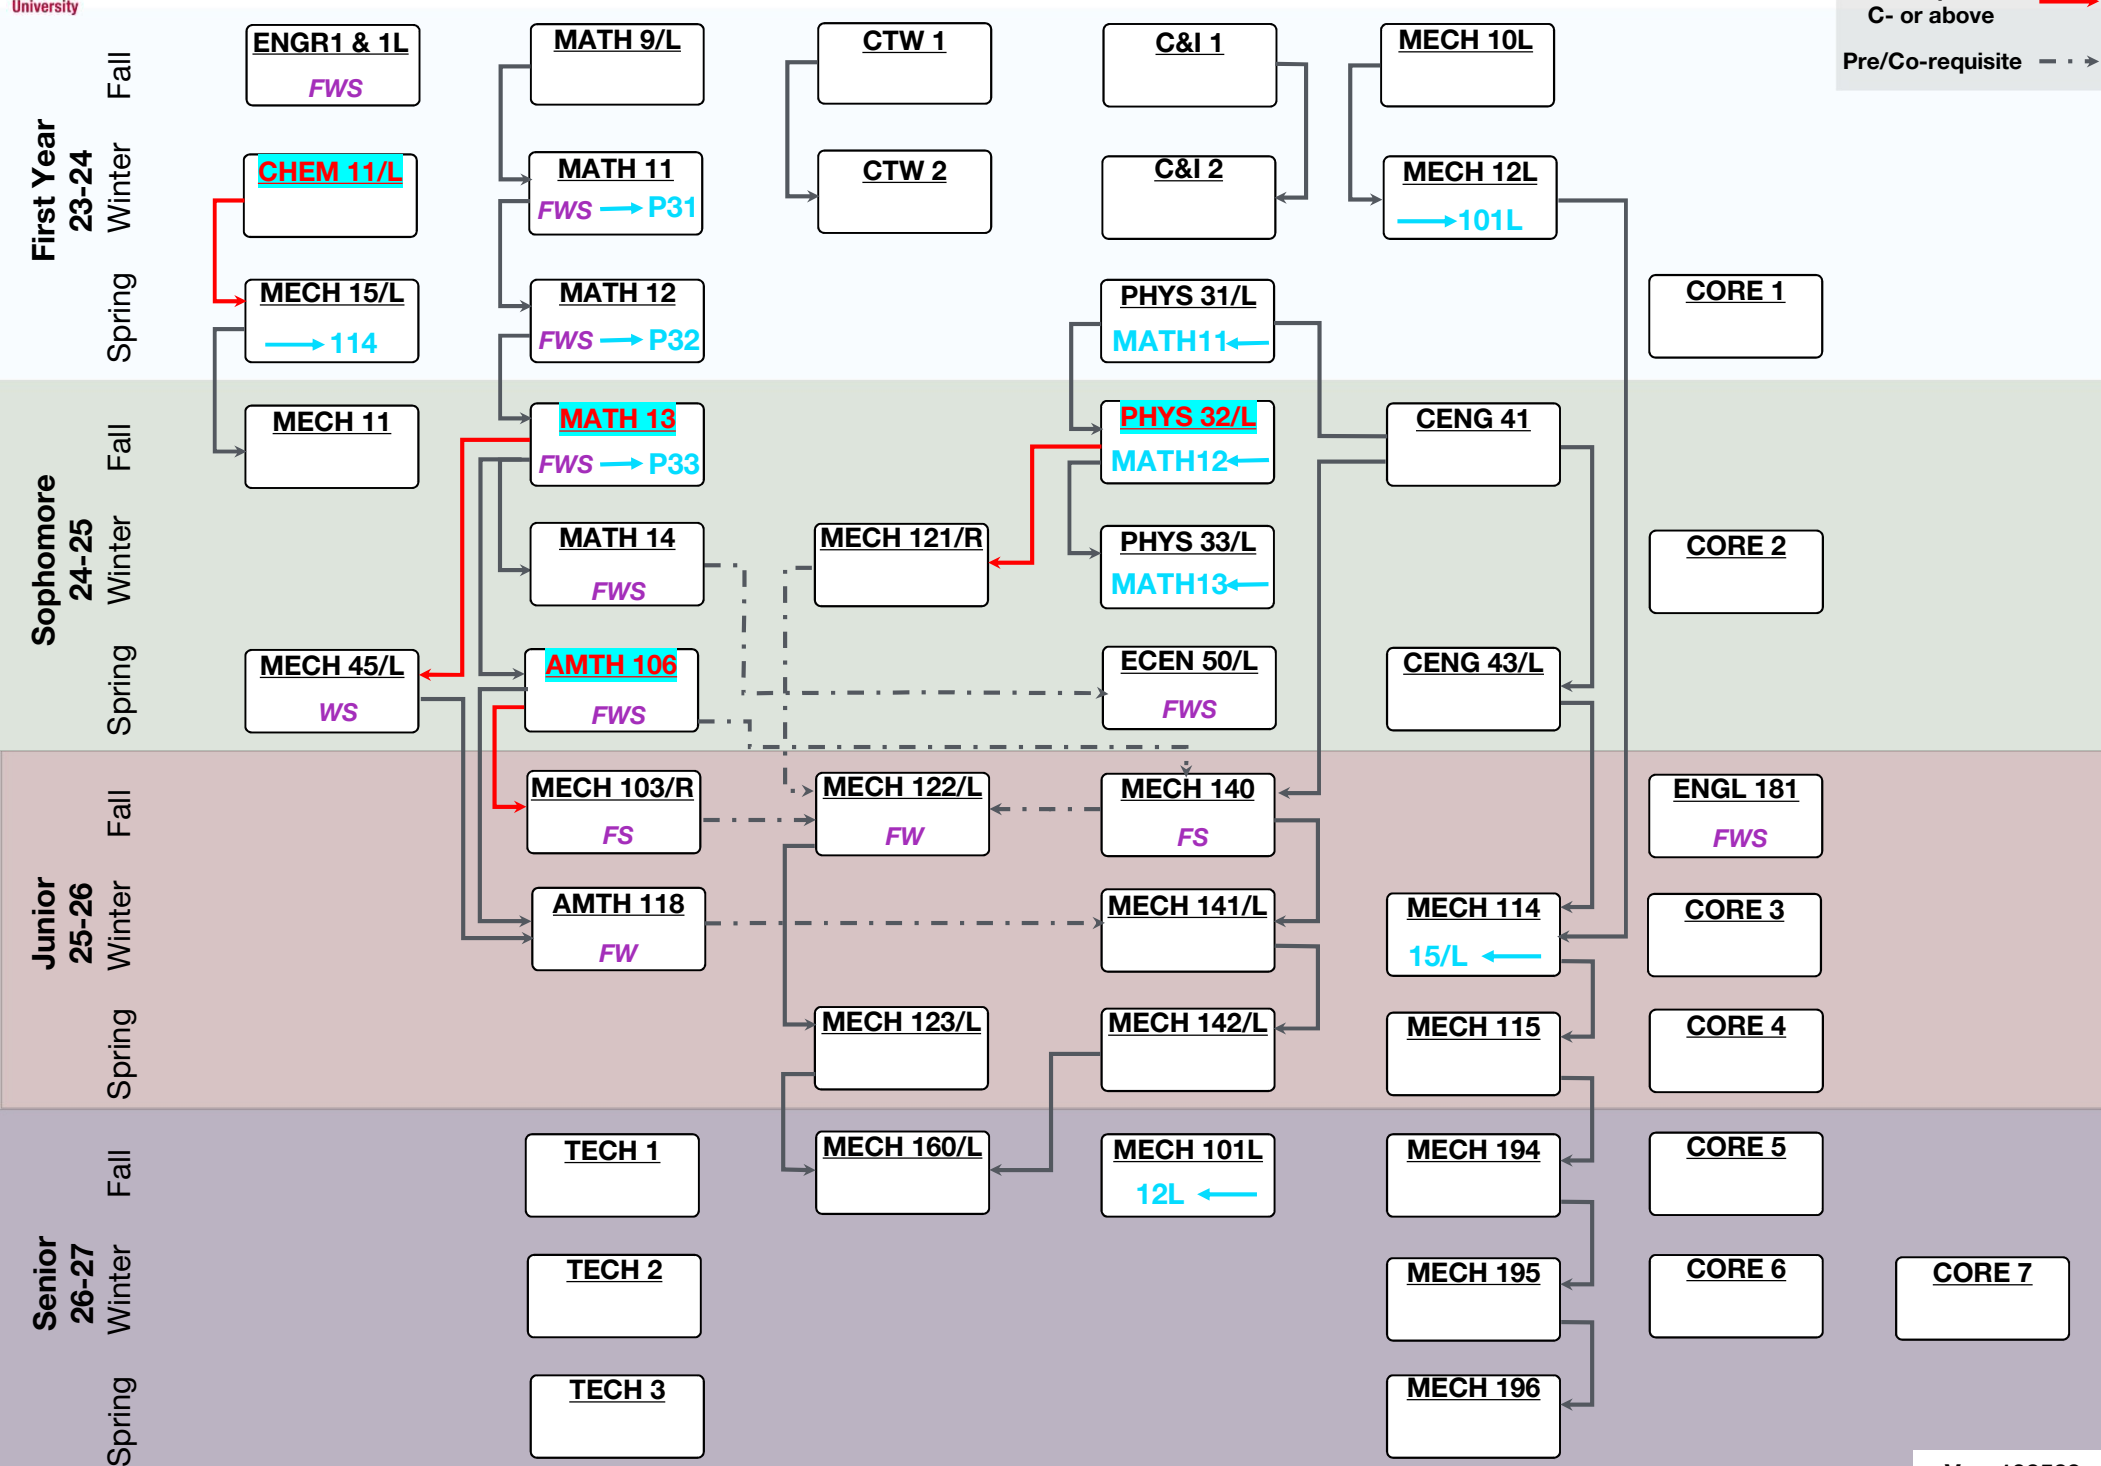 University
C- or above
Pre/Co-requisite
First Year
23-24
Fall
ENGR1 & 1L
FWS
MATH 9/L
CTW 1
C&I 1
MECH 10L
Winter
CHEM 11/L
MATH 11
FWS P31
CTW 2
C&I 2
MECH 12L
101L
Spring
MECH 15/L
114
MATH 12
FWS P32
PHYS 31/L
MATH11
CORE 1
Sophomore
24-25
Fall
MECH 11
MATH 13
FWS P33
PHYS 32/L
MATH12
CENG 41
Winter
MATH 14
FWS
MECH 121/R
PHYS 33/L
MATH13
CORE 2
Spring
MECH 45/L
WS
AMTH 106
FWS
ECEN 50/L
FWS
CENG 43/L
Junior
25-26
Fall
MECH 103/R
FS
MECH 122/L
FW
MECH 140
FS
ENGL 181
FWS
Winter
AMTH 118
FW
MECH 141/L
MECH 114
15/L
CORE 3
Spring
MECH 123/L
MECH 142/L
MECH 115
CORE 4
Senior
26-27
Fall
TECH 1
MECH 160/L
MECH 101L
12L
MECH 194
CORE 5
Winter
TECH 2
MECH 195
CORE 6
CORE 7
Spring
TECH 3
MECH 196